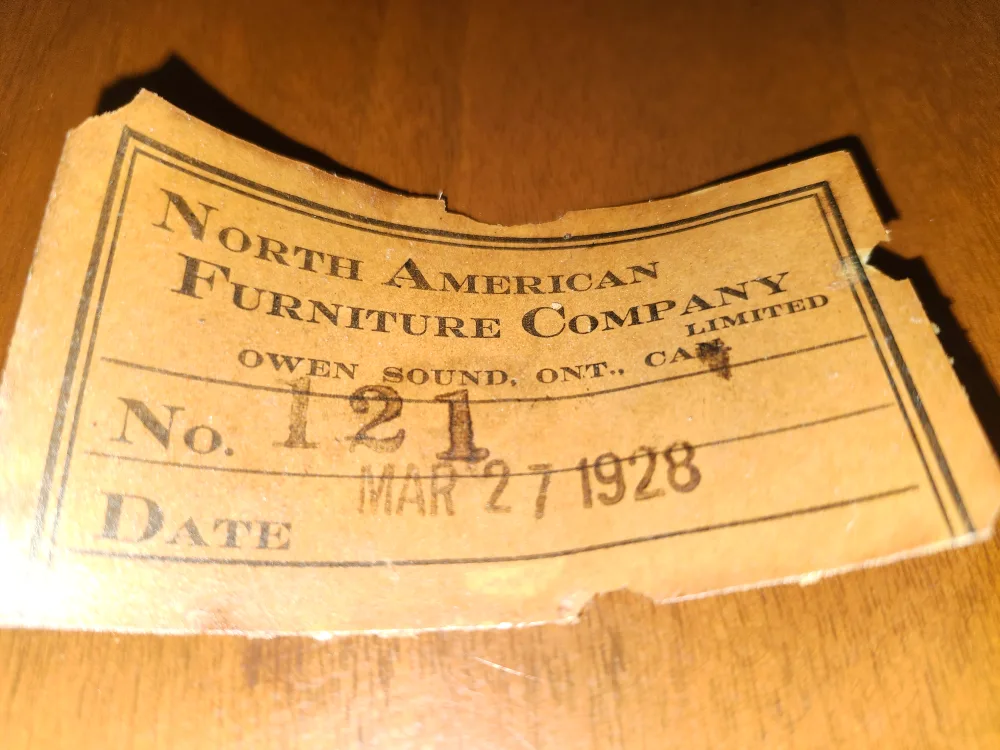 NORTH AMERICAN
FURNITURE COMPANY
LIMITED
OWEN SOUND, ONT., CAN.
No. 121
DATE MAR 27 1928